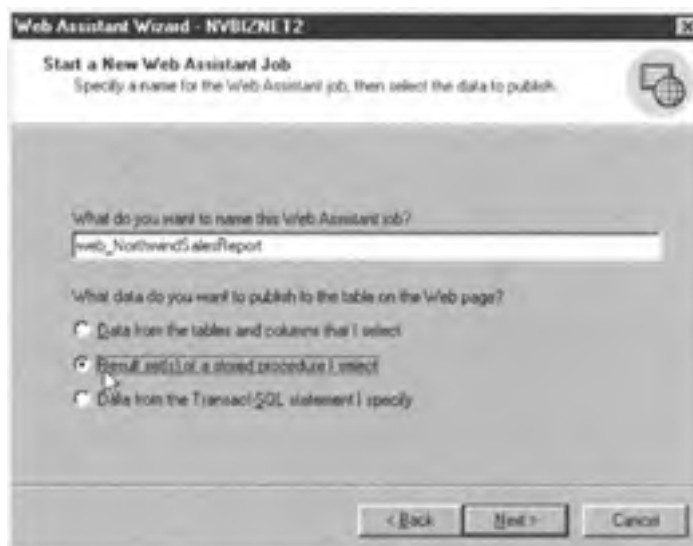 Web Assistant Wizard - NVBIZNET2
Start a New Web Assistant Job
Specify a name for the Web Assistant job, then select the data to publish.
What do you want to name this Web Assistant job?
web_NorthwindSalesReport
What data do you want to publish to the table on the Web page?
Data from the tables and columns that I select
Result set(s) of a stored procedure I select
Data from the Transact-SQL statement I specify
< Back
Next >
Cancel